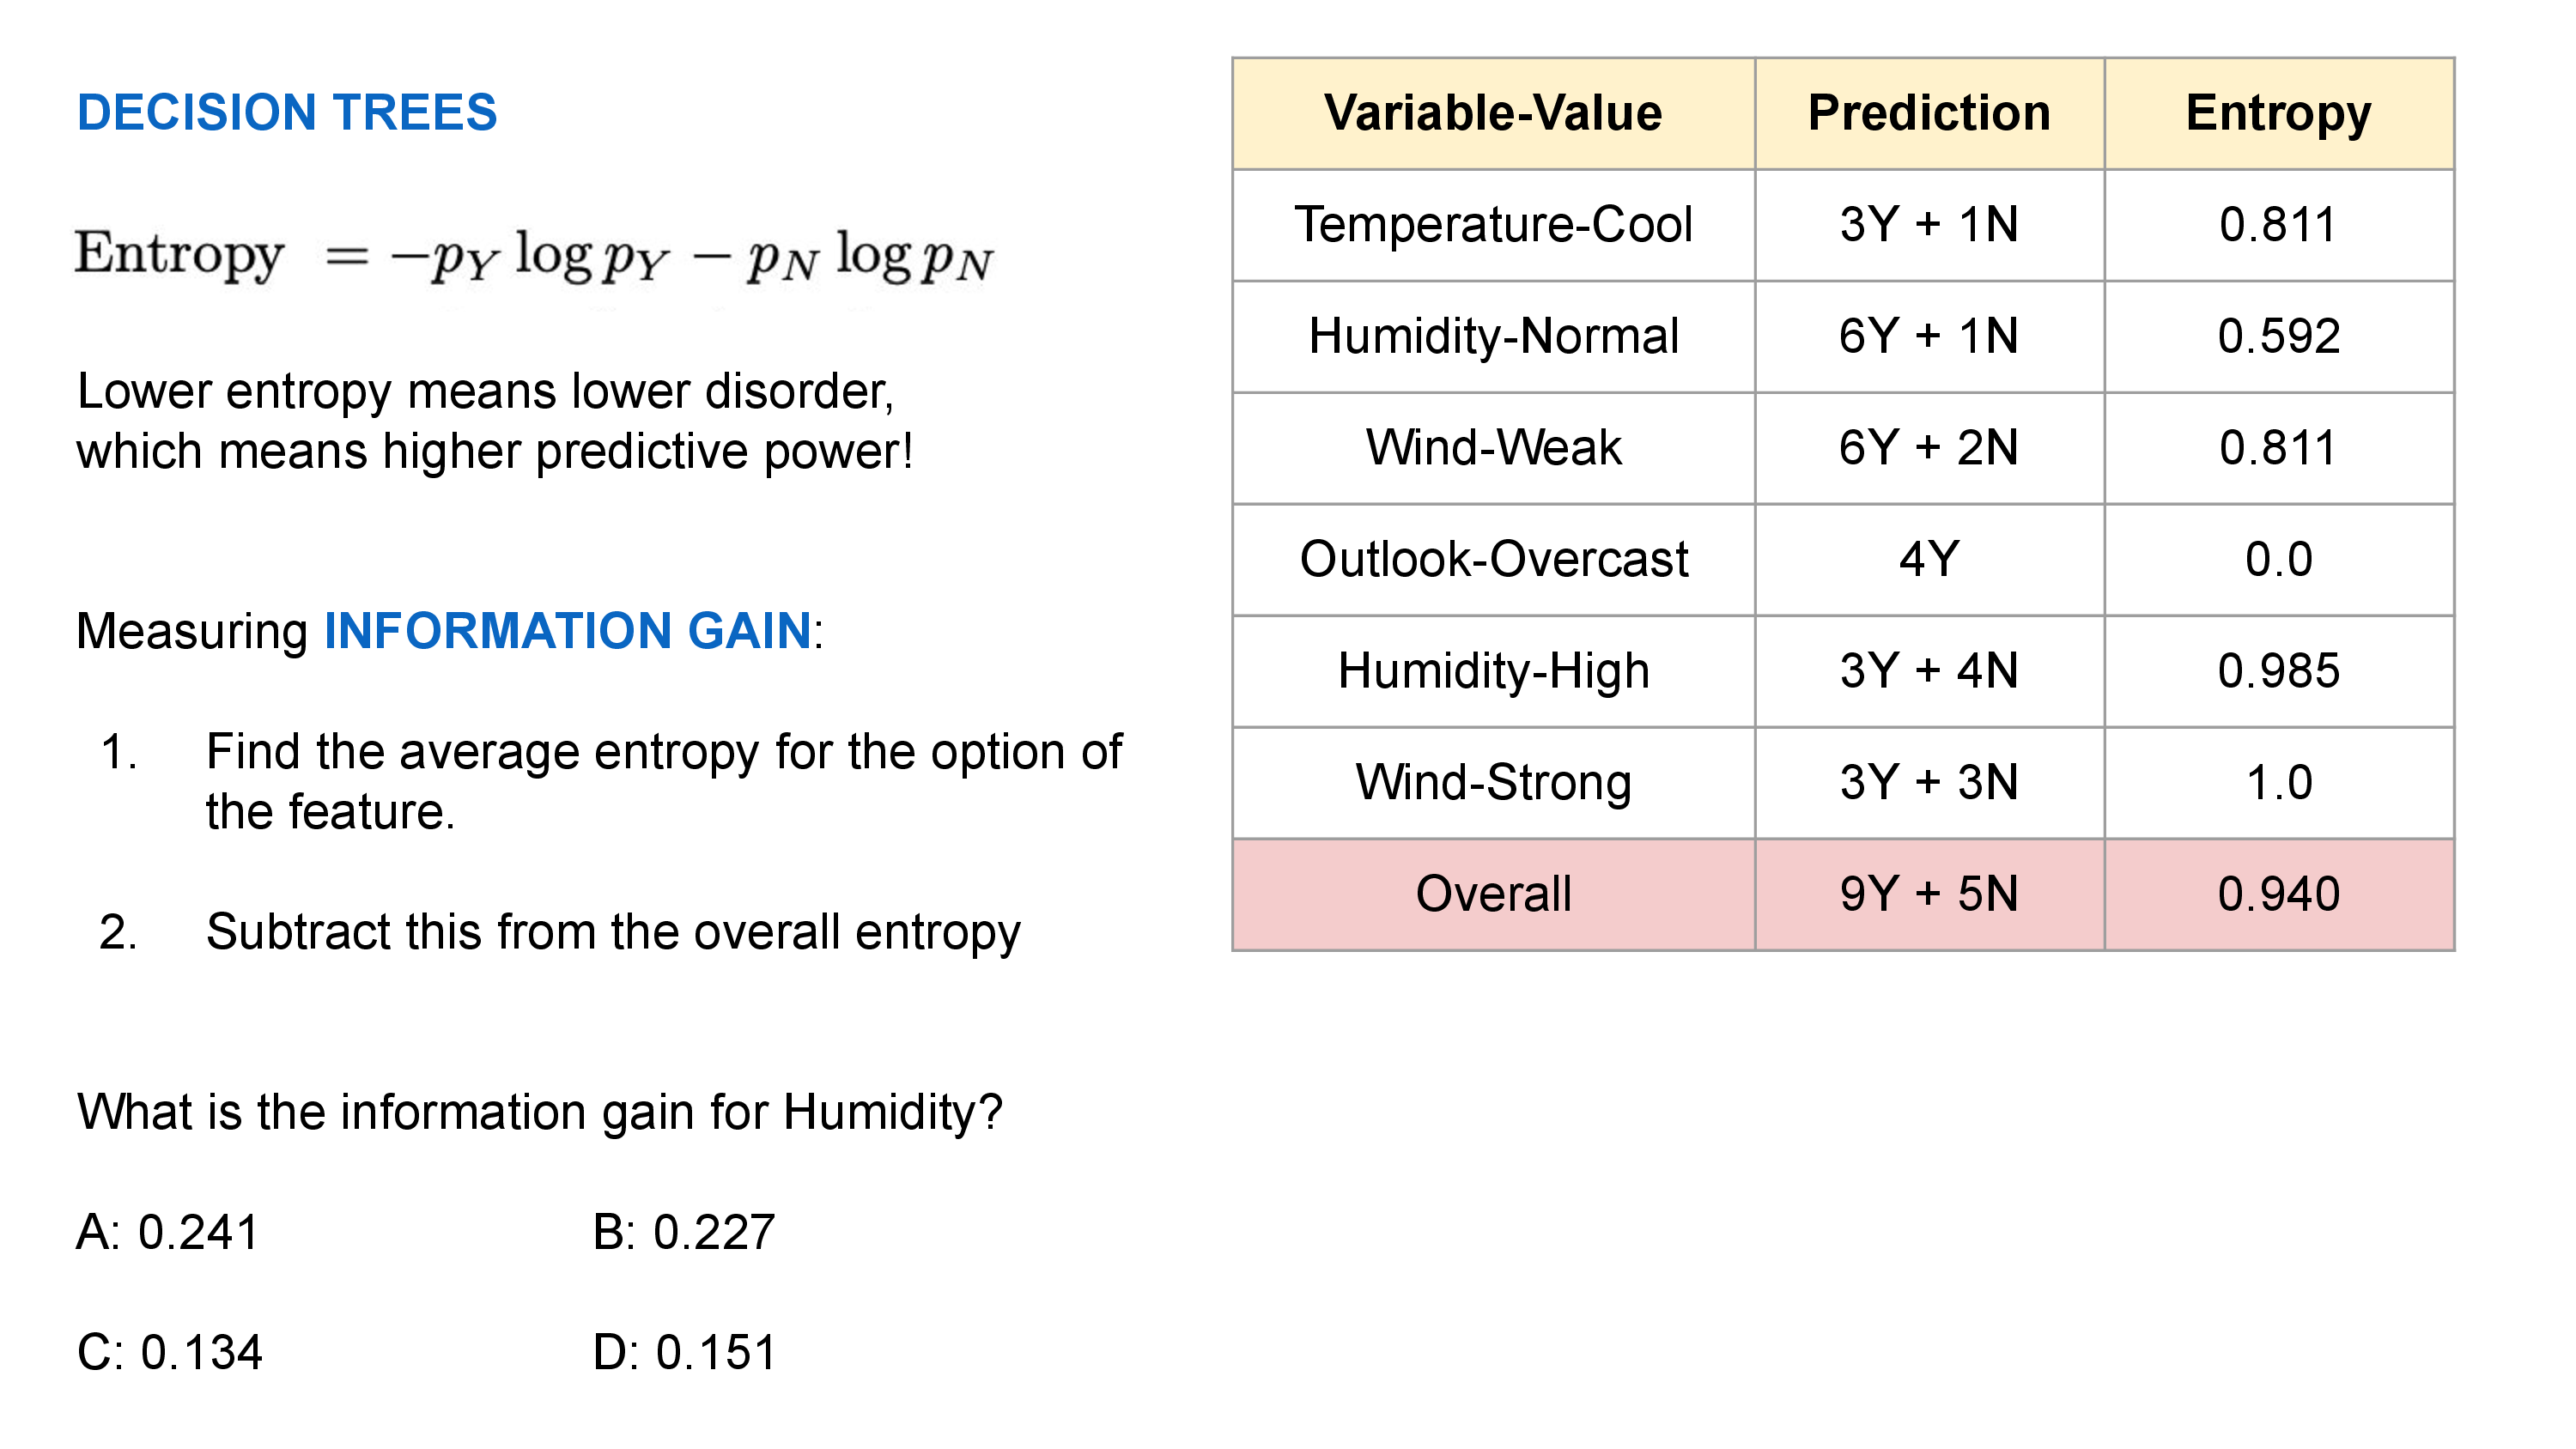 DECISION TREES
Entropy = −p_Y log p_Y − p_N log p_N
Lower entropy means lower disorder,
which means higher predictive power!
Measuring INFORMATION GAIN:
1. Find the average entropy for the option of
the feature.
2. Subtract this from the overall entropy
What is the information gain for Humidity?
A: 0.241 B: 0.227
C: 0.134 D: 0.151
Variable-Value Prediction Entropy
Temperature-Cool 3Y + 1N 0.811
Humidity-Normal 6Y + 1N 0.592
Wind-Weak 6Y + 2N 0.811
Outlook-Overcast 4Y 0.0
Humidity-High 3Y + 4N 0.985
Wind-Strong 3Y + 3N 1.0
Overall 9Y + 5N 0.940